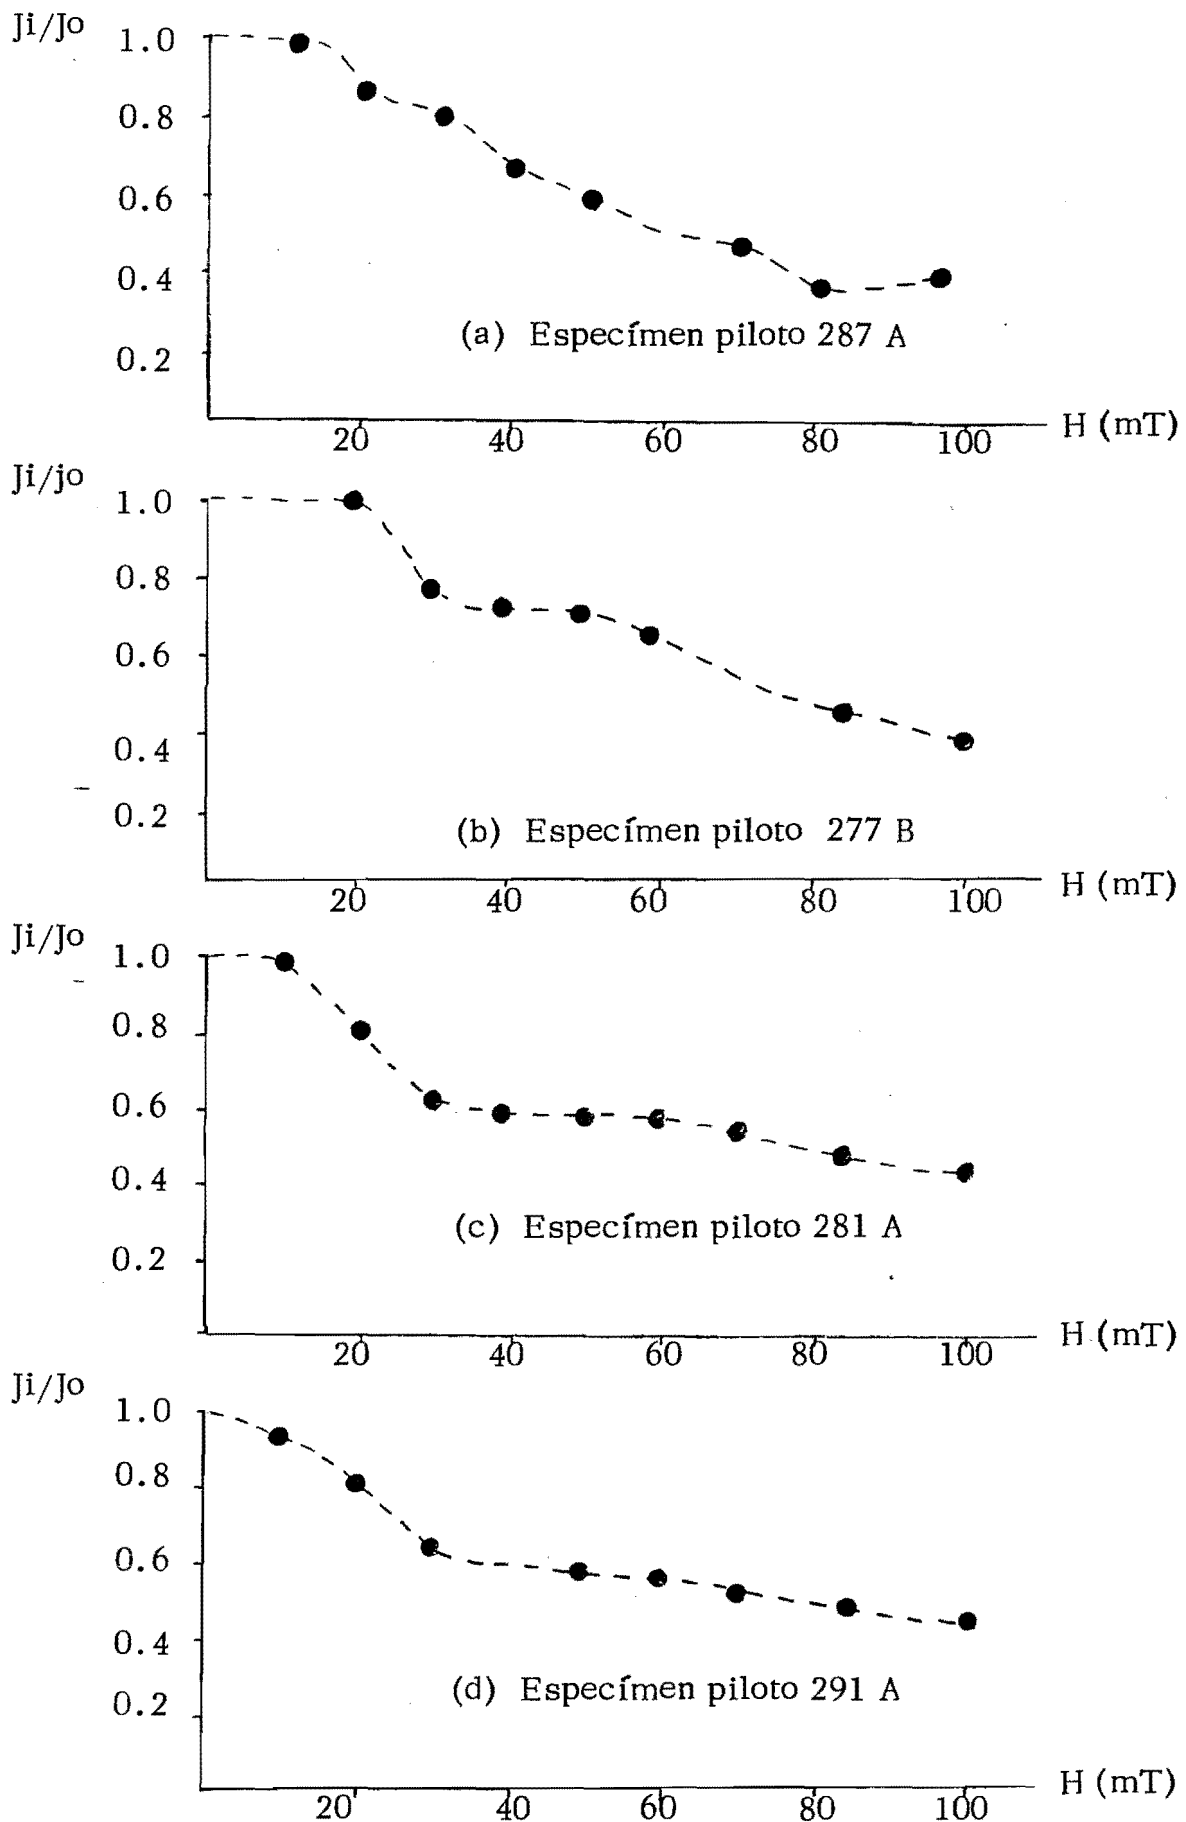 Ji/Jo
1.0
0.8
0.6
0.4
0.2
(a) Especímen piloto 287 A
20 40 60 80 100 H (mT)
Ji/jo
1.0
0.8
0.6
0.4
0.2
(b) Especímen piloto 277 B
20 40 60 80 100 H (mT)
Ji/Jo
1.0
0.8
0.6
0.4
(c) Especímen piloto 281 A
0.2
20 40 60 80 100 H (mT)
Ji/Jo
1.0
0.8
0.6
0.4
(d) Especímen piloto 291 A
0.2
20 40 60 80 100 H (mT)